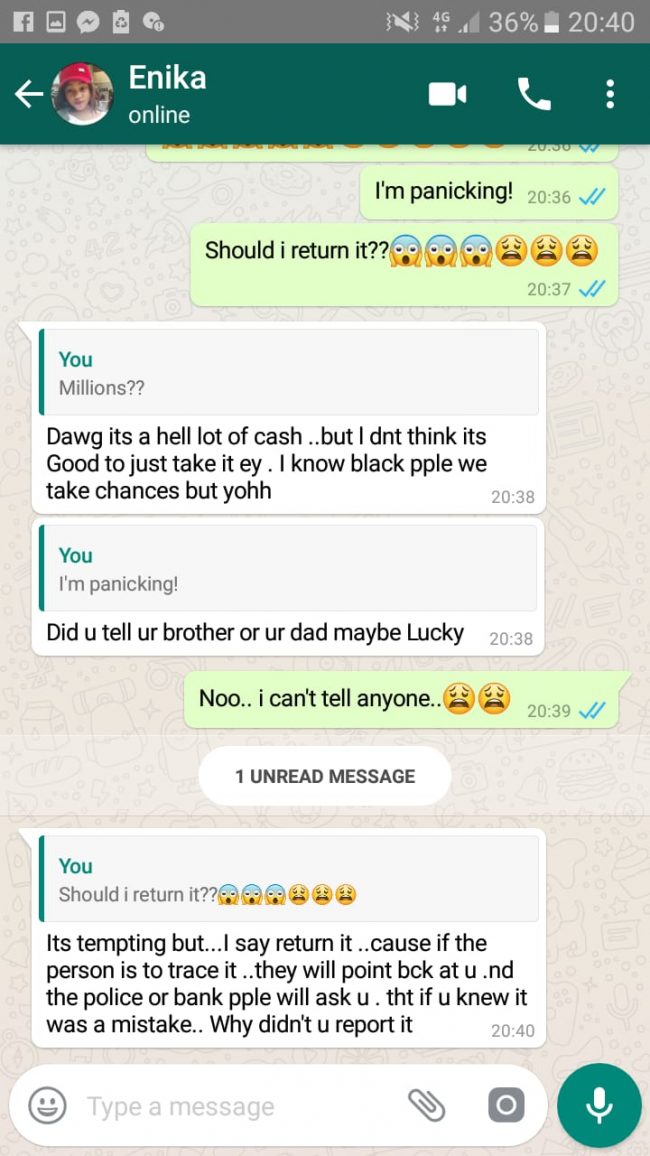 4G 36% 20:40
Enika
online
20:36
I'm panicking! 20:36
Should i return it??😱😱😱😩😩😩
20:37
You
Millions??
Dawg its a hell lot of cash ..but I dnt think its
Good to just take it ey . I know black pple we
take chances but yohh 20:38
You
I'm panicking!
Did u tell ur brother or ur dad maybe Lucky 20:38
Noo.. i can't tell anyone..😩😩 20:39
1 UNREAD MESSAGE
You
Should i return it??😱😱😱😩😩😩
Its tempting but...I say return it ..cause if the
person is to trace it ..they will point bck at u .nd
the police or bank pple will ask u . tht if u knew it
was a mistake.. Why didn't u report it 20:40
Type a message